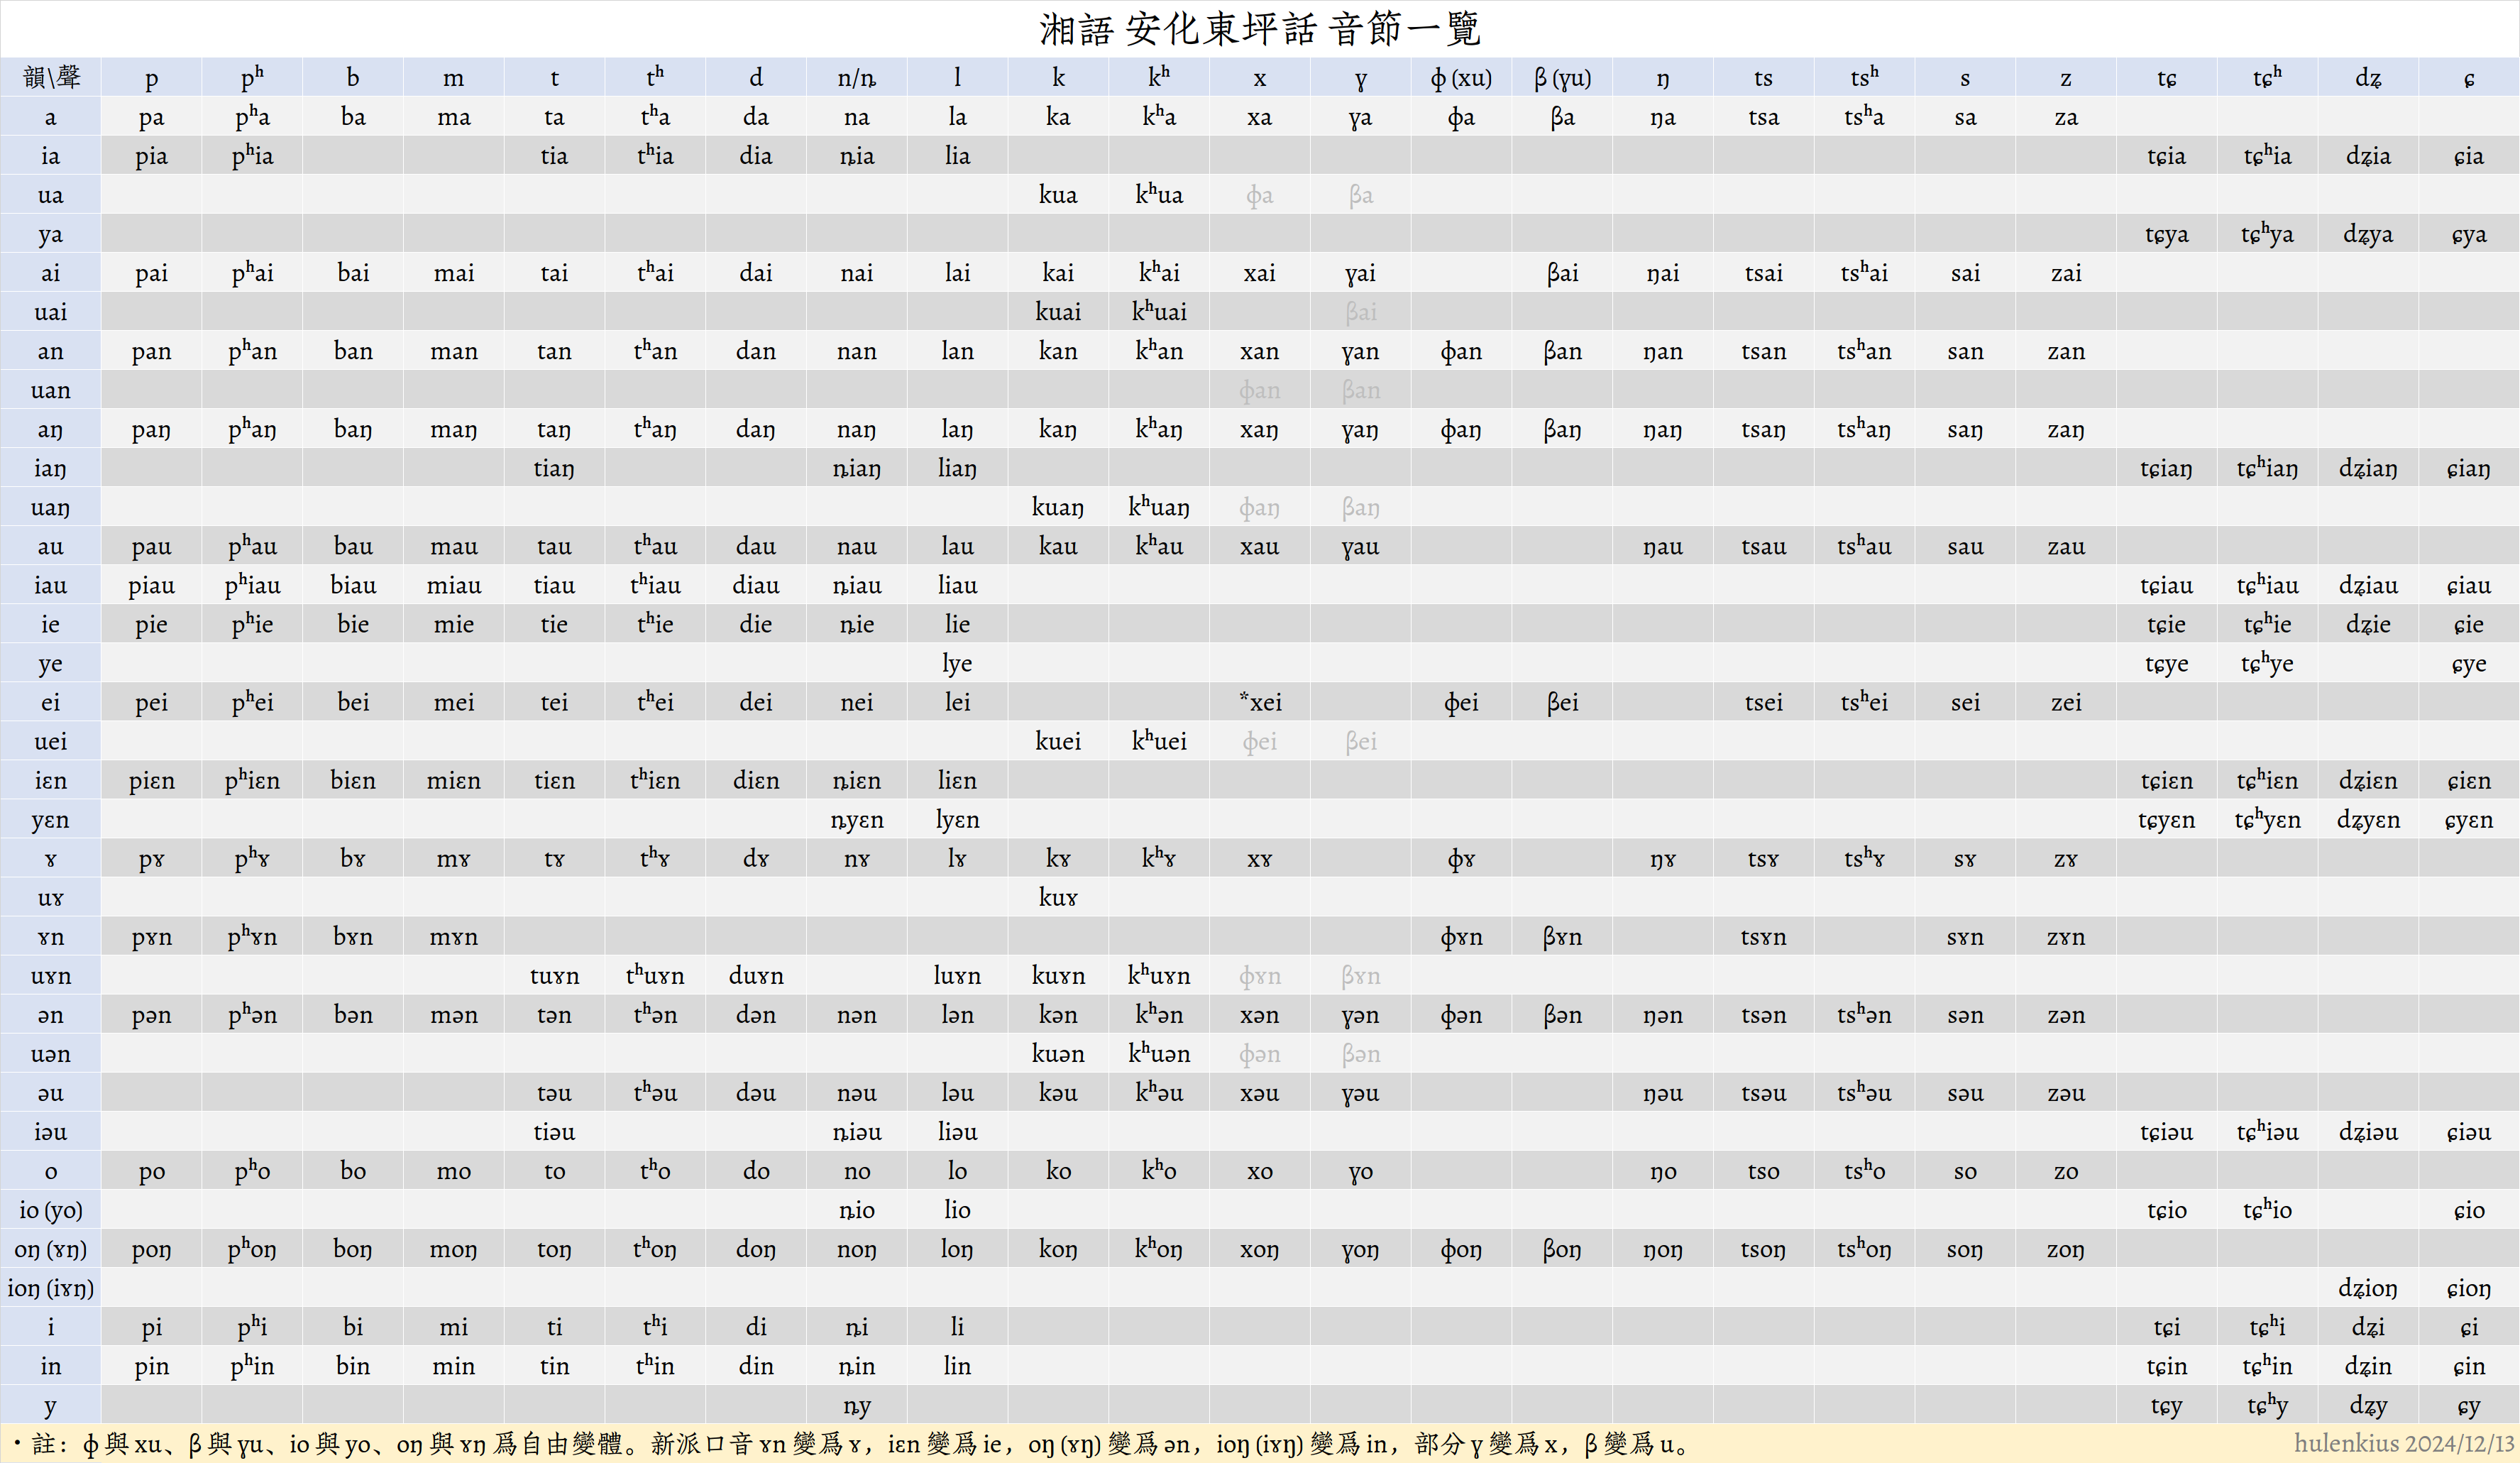 湘語 安化東坪話 音節一覽
韻\聲 p pʰ b m t tʰ d n/ȵ l k kʰ x ɣ ɸ (xu) β (ɣu) ŋ ts tsʰ s z tɕ tɕʰ dʑ ɕ
a pa pʰa ba ma ta tʰa da na la ka kʰa xa ɣa ɸa βa ŋa tsa tsʰa sa za
ia pia pʰia tia tʰia dia ȵia lia tɕia tɕʰia dʑia ɕia
ua kua kʰua ɸa βa
ya tɕya tɕʰya dʑya ɕya
ai pai pʰai bai mai tai tʰai dai nai lai kai kʰai xai ɣai βai ŋai tsai tsʰai sai zai
uai kuai kʰuai βai
an pan pʰan ban man tan tʰan dan nan lan kan kʰan xan ɣan ɸan βan ŋan tsan tsʰan san zan
uan ɸan βan
aŋ paŋ pʰaŋ baŋ maŋ taŋ tʰaŋ daŋ naŋ laŋ kaŋ kʰaŋ xaŋ ɣaŋ ɸaŋ βaŋ ŋaŋ tsaŋ tsʰaŋ saŋ zaŋ
iaŋ tiaŋ ȵiaŋ liaŋ tɕiaŋ tɕʰiaŋ dʑiaŋ ɕiaŋ
uaŋ kuaŋ kʰuaŋ ɸaŋ βaŋ
au pau pʰau bau mau tau tʰau dau nau lau kau kʰau xau ɣau ŋau tsau tsʰau sau zau
iau piau pʰiau biau miau tiau tʰiau diau ȵiau liau tɕiau tɕʰiau dʑiau ɕiau
ie pie pʰie bie mie tie tʰie die ȵie lie tɕie tɕʰie dʑie ɕie
ye lye tɕye tɕʰye ɕye
ei pei pʰei bei mei tei tʰei dei nei lei *xei ɸei βei tsei tsʰei sei zei
uei kuei kʰuei ɸei βei
iɛn piɛn pʰiɛn biɛn miɛn tiɛn tʰiɛn diɛn ȵiɛn liɛn tɕiɛn tɕʰiɛn dʑiɛn ɕiɛn
yɛn ȵyɛn lyɛn tɕyɛn tɕʰyɛn dʑyɛn ɕyɛn
ɤ pɤ pʰɤ bɤ mɤ tɤ tʰɤ dɤ nɤ lɤ kɤ kʰɤ xɤ ɸɤ ŋɤ tsɤ tsʰɤ sɤ zɤ
uɤ kuɤ
ɤn pɤn pʰɤn bɤn mɤn ɸɤn βɤn tsɤn sɤn zɤn
uɤn tuɤn tʰuɤn duɤn luɤn kuɤn kʰuɤn ɸɤn βɤn
ən pən pʰən bən mən tən tʰən dən nən lən kən kʰən xən ɣən ɸən βən ŋən tsən tsʰən sən zən
uən kuən kʰuən ɸən βən
əu təu tʰəu dəu nəu ləu kəu kʰəu xəu ɣəu ŋəu tsəu tsʰəu səu zəu
iəu tiəu ȵiəu liəu tɕiəu tɕʰiəu dʑiəu ɕiəu
o po pʰo bo mo to tʰo do no lo ko kʰo xo ɣo ŋo tso tsʰo so zo
io (yo) ȵio lio tɕio tɕʰio ɕio
oŋ (ɤŋ) poŋ pʰoŋ boŋ moŋ toŋ tʰoŋ doŋ noŋ loŋ koŋ kʰoŋ xoŋ ɣoŋ ɸoŋ βoŋ ŋoŋ tsoŋ tsʰoŋ soŋ zoŋ
ioŋ (iɤŋ) dʑioŋ ɕioŋ
i pi pʰi bi mi ti tʰi di ȵi li tɕi tɕʰi dʑi ɕi
in pin pʰin bin min tin tʰin din ȵin lin tɕin tɕʰin dʑin ɕin
y ȵy tɕy tɕʰy dʑy ɕy
・註：ɸ 與 xu、β 與 ɣu、io 與 yo、oŋ 與 ɤŋ 爲自由變體。新派口音 ɤn 變爲 ɤ，iɛn 變爲 ie，oŋ (ɤŋ) 變爲 ən，ioŋ (iɤŋ) 變爲 in，部分 ɣ 變爲 x，β 變爲 u。 hulenkius 2024/12/13